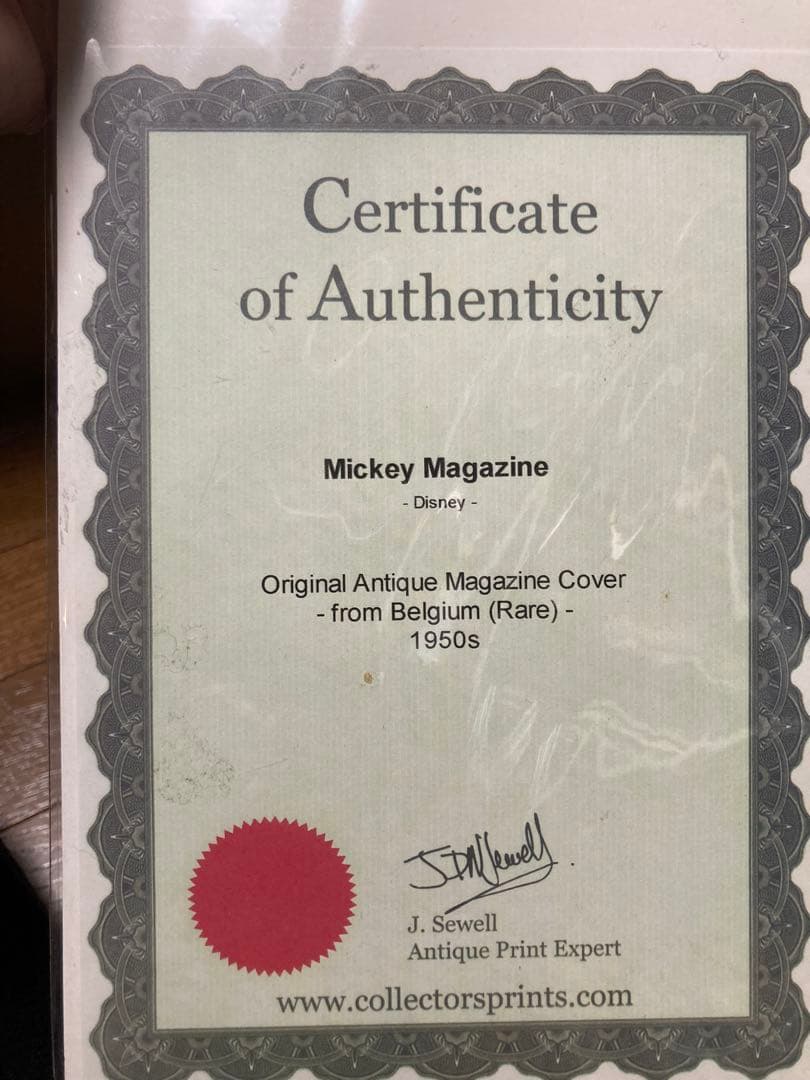 Certificate
of Authenticity
Mickey Magazine
- Disney -
Original Antique Magazine Cover
- from Belgium (Rare) -
1950s
J. Sewell
Antique Print Expert
www.collectorsprints.com